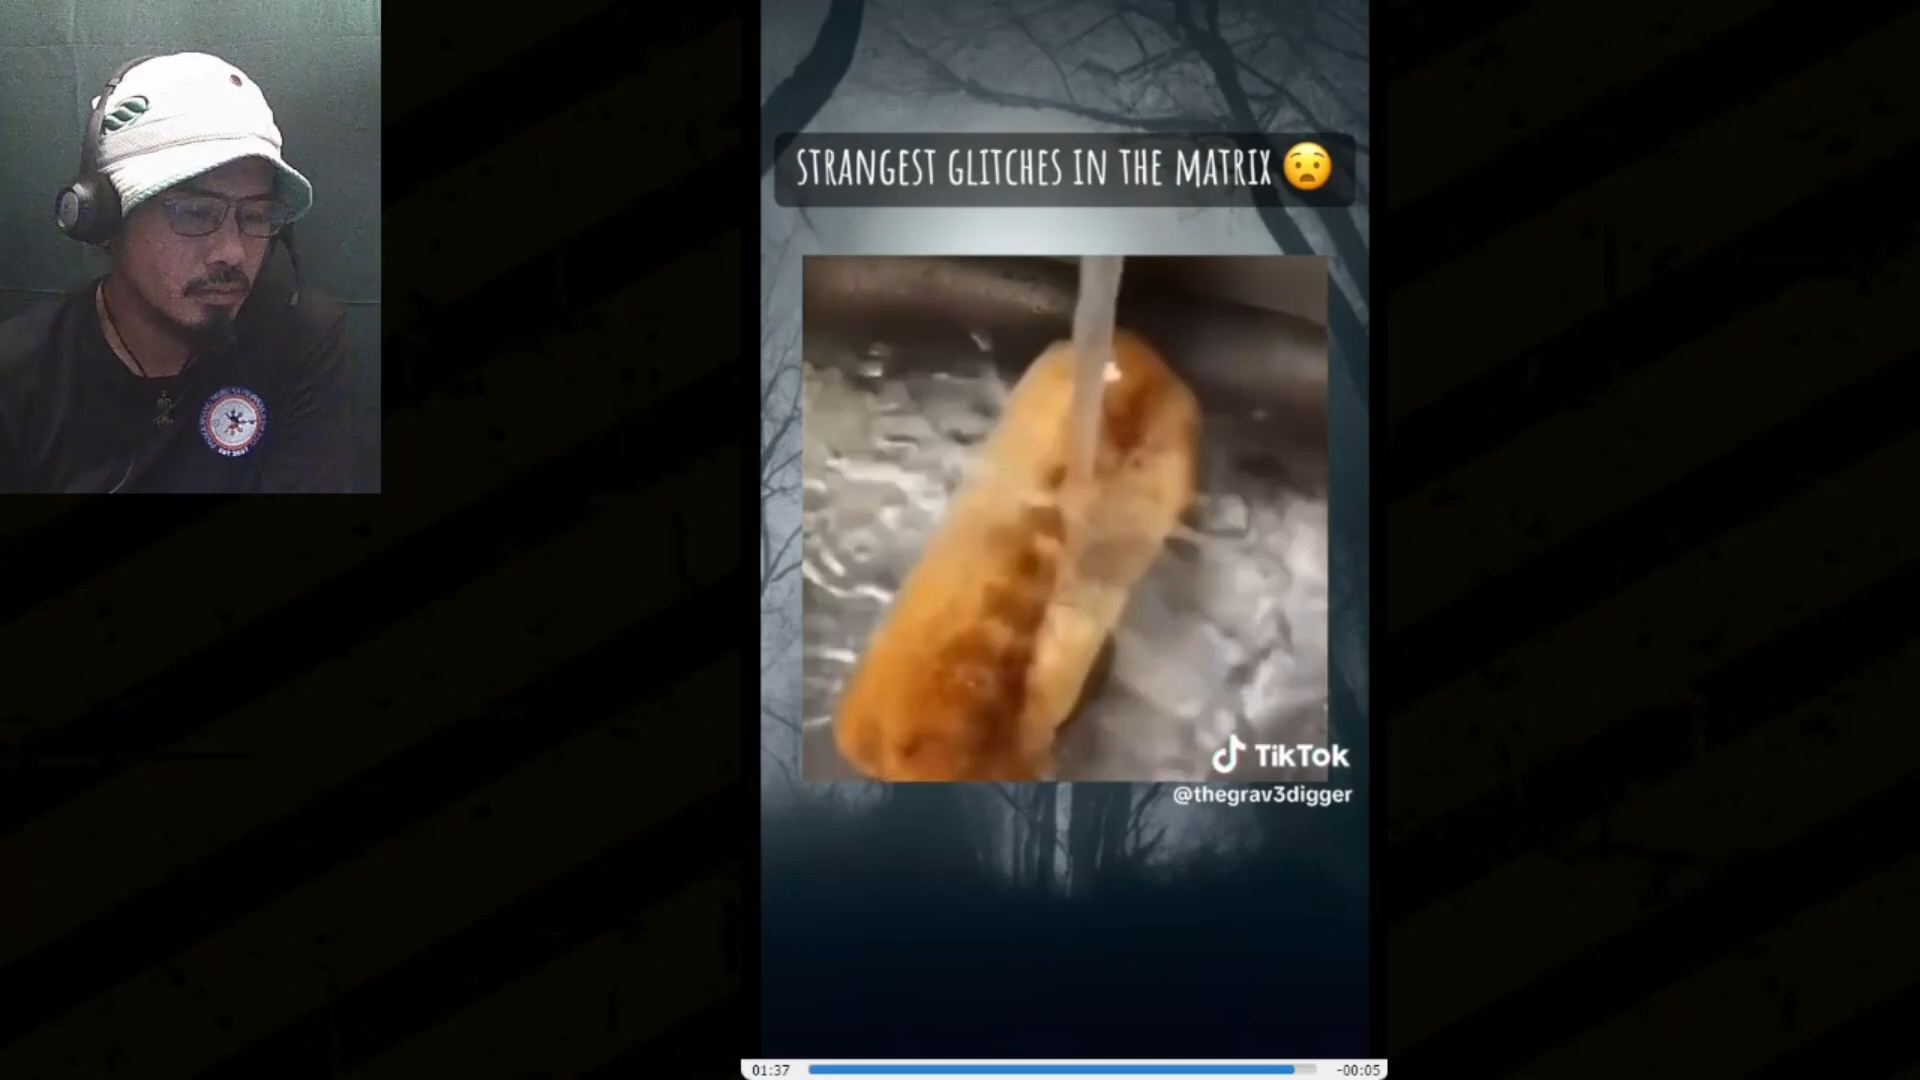 STRANGEST GLITCHES IN THE MATRIX 😟
TikTok
@thegrav3digger
01:37
-00:05